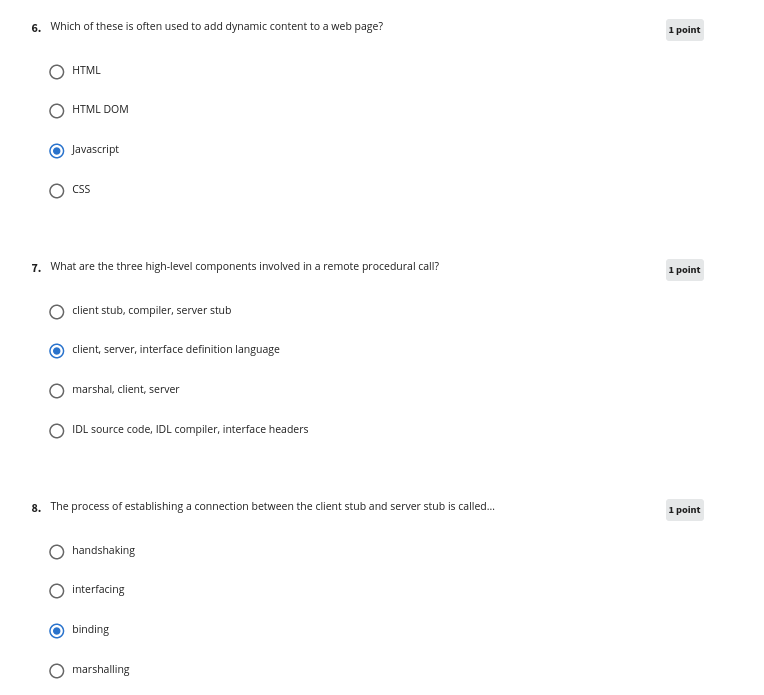 6. Which of these is often used to add dynamic content to a web page? 1 point
HTML
HTML DOM
Javascript
CSS
7. What are the three high-level components involved in a remote procedural call? 1 point
client stub, compiler, server stub
client, server, interface definition language
marshal, client, server
IDL source code, IDL compiler, interface headers
8. The process of establishing a connection between the client stub and server stub is called... 1 point
handshaking
interfacing
binding
marshalling